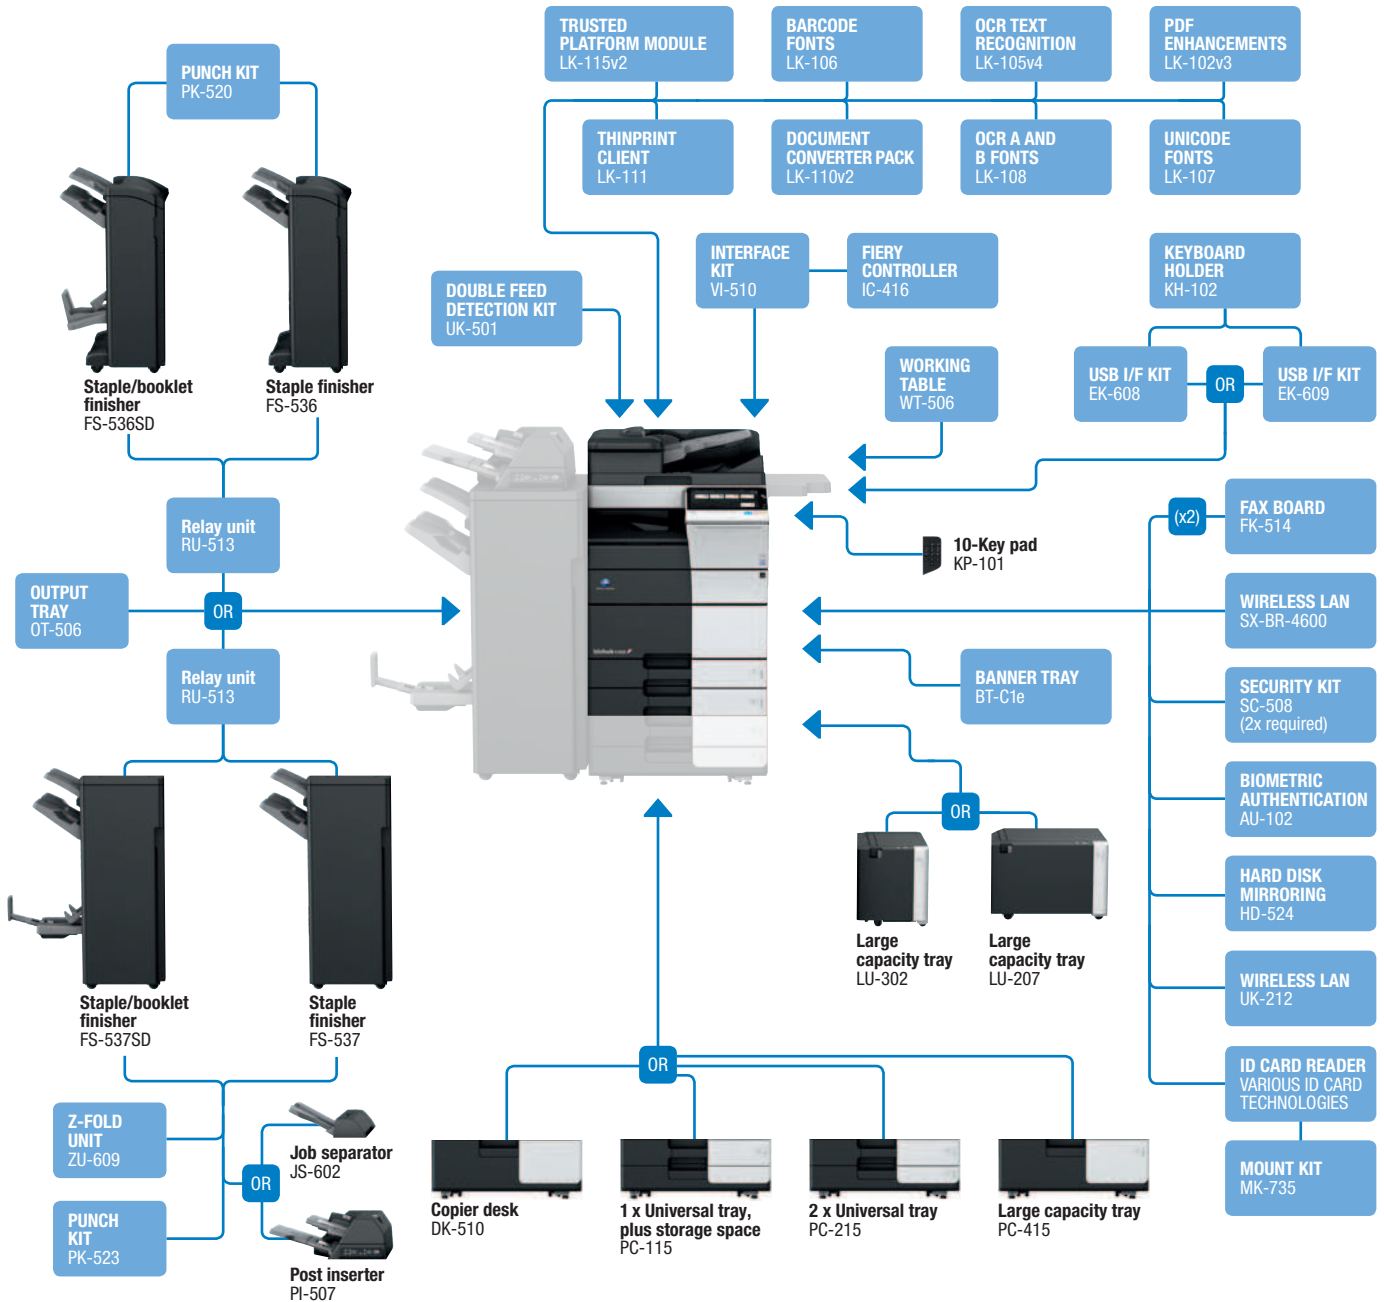 TRUSTED
PLATFORM MODULE
LK-115v2
BARCODE
FONTS
LK-106
OCR TEXT
RECOGNITION
LK-105v4
PDF
ENHANCEMENTS
LK-102v3
PUNCH KIT
PK-520
THINPRINT
CLIENT
LK-111
DOCUMENT
CONVERTER PACK
LK-110v2
OCR A AND
B FONTS
LK-108
UNICODE
FONTS
LK-107
INTERFACE
KIT
VI-510
FIERY
CONTROLLER
IC-416
KEYBOARD
HOLDER
KH-102
DOUBLE FEED
DETECTION KIT
UK-501
WORKING
TABLE
WT-506
USB I/F KIT
EK-608
OR
USB I/F KIT
EK-609
Staple/booklet
finisher
FS-536SD
Staple finisher
FS-536
Relay unit
RU-513
(x2)
FAX BOARD
FK-514
10-Key pad
KP-101
OUTPUT
TRAY
OT-506
OR
WIRELESS LAN
SX-BR-4600
Relay unit
RU-513
BANNER TRAY
BT-C1e
SECURITY KIT
SC-508
(2x required)
BIOMETRIC
AUTHENTICATION
AU-102
OR
HARD DISK
MIRRORING
HD-524
Large
capacity tray
LU-302
Large
capacity tray
LU-207
WIRELESS LAN
UK-212
Staple/booklet
finisher
FS-537SD
Staple
finisher
FS-537
OR
ID CARD READER
VARIOUS ID CARD
TECHNOLOGIES
Z-FOLD
UNIT
ZU-609
Job separator
JS-602
OR
MOUNT KIT
MK-735
PUNCH
KIT
PK-523
Post inserter
PI-507
Copier desk
DK-510
1 x Universal tray,
plus storage space
PC-115
2 x Universal tray
PC-215
Large capacity tray
PC-415